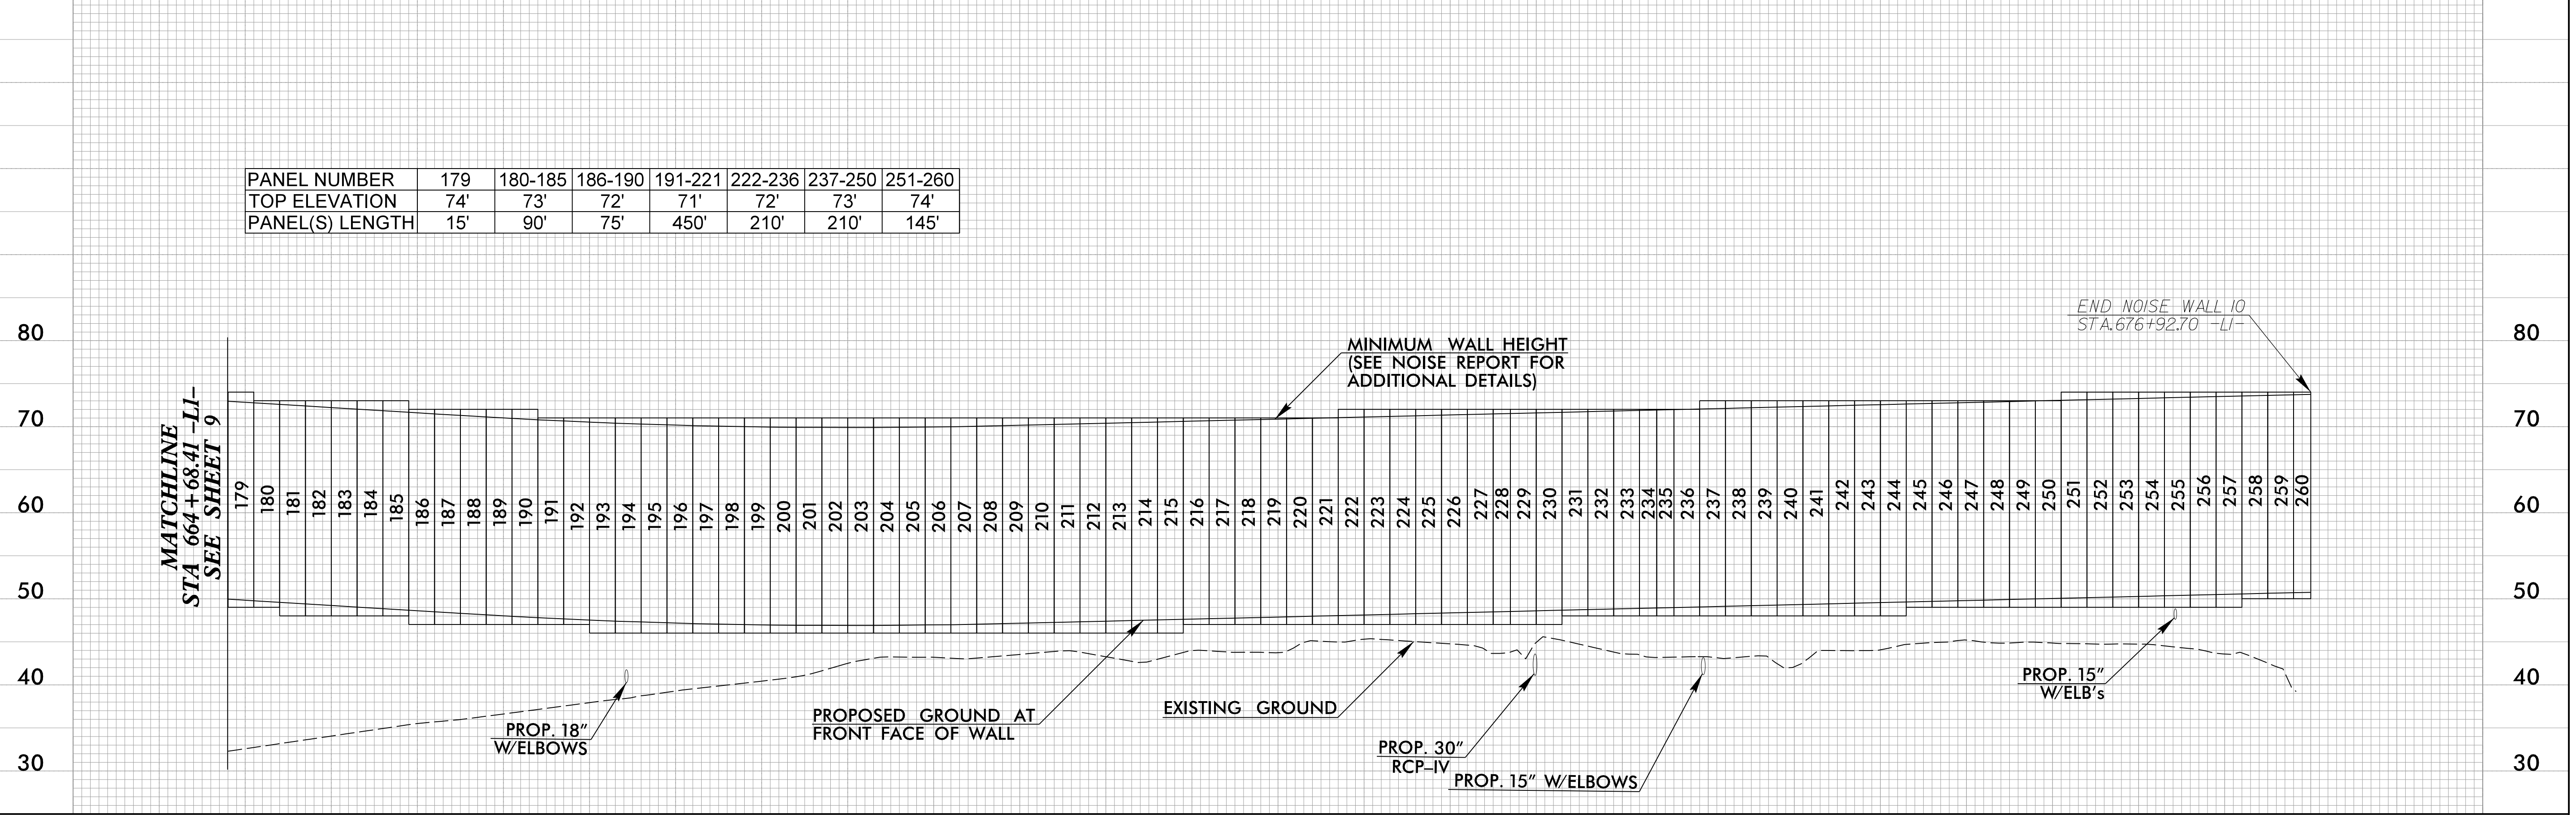 PANEL NUMBER 179 180-185 186-190 191-221 222-236 237-250 251-260
TOP ELEVATION 74' 73' 72' 71' 72' 73' 74'
PANEL(S) LENGTH 15' 90' 75' 450' 210' 210' 145'
END NOISE WALL 10
STA.676+92.70 -L1-
80
80
MINIMUM WALL HEIGHT
(SEE NOISE REPORT FOR
ADDITIONAL DETAILS)
70
70
MATCHLINE
STA 664+68.41 -L1-
SEE SHEET 9
60
179 180 181 182 183 184 185 186 187 188 189 190 191 192 193 194 195 196 197 198 199 200 201 202 203 204 205 206 207 208 209 210 211 212 213 214 215 216 217 218 219 220 221 222 223 224 225 226 227 228 229 230 231 232 233 234 235 236 237 238 239 240 241 242 243 244 245 246 247 248 249 250 251 252 253 254 255 256 257 258 259 260
60
50
50
40
40
PROP. 18"
W/ELBOWS
PROPOSED GROUND AT
FRONT FACE OF WALL
EXISTING GROUND
PROP. 30"
RCP-IV
PROP. 15" W/ELBOWS
PROP. 15"
W/ELB's
30
30